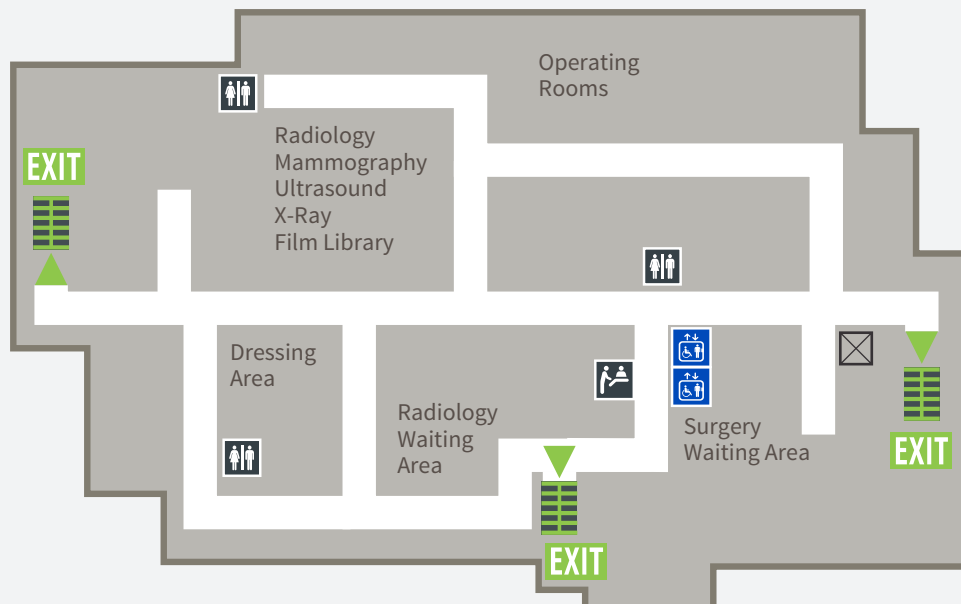 Operating
Rooms
Radiology
Mammography
Ultrasound
X-Ray
Film Library
EXIT
Dressing
Area
Radiology
Waiting
Area
Surgery
Waiting Area
EXIT
EXIT